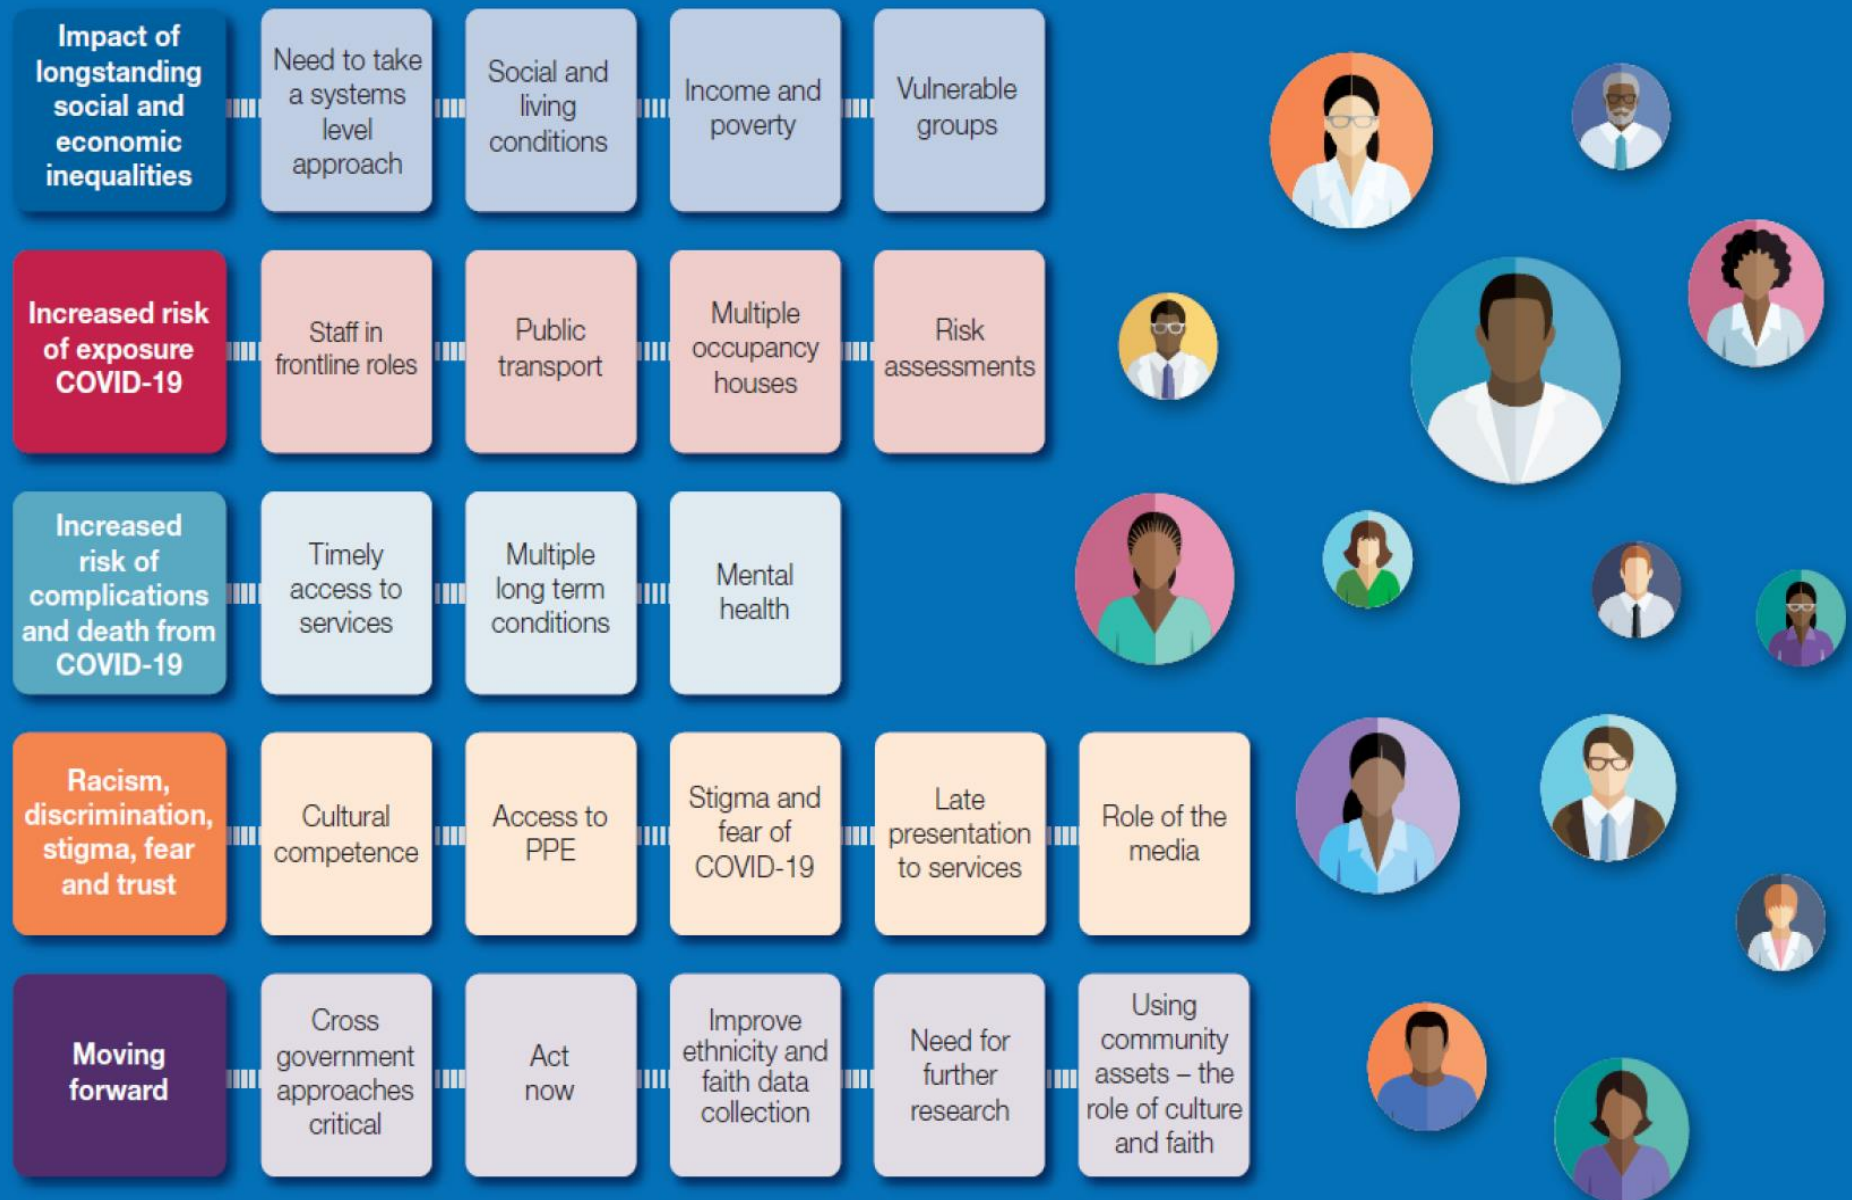 Impact of
longstanding
social and
economic
inequalities
Need to take
a systems
level
approach
Social and
living
conditions
Income and
poverty
Vulnerable
groups
Increased risk
of exposure
COVID-19
Staff in
frontline roles
Public
transport
Multiple
occupancy
houses
Risk
assessments
Increased
risk of
complications
and death from
COVID-19
Timely
access to
services
Multiple
long term
conditions
Mental
health
Racism,
discrimination,
stigma, fear
and trust
Cultural
competence
Access to
PPE
Stigma and
fear of
COVID-19
Late
presentation
to services
Role of the
media
Moving
forward
Cross
government
approaches
critical
Act
now
Improve
ethnicity and
faith data
collection
Need for
further
research
Using
community
assets – the
role of culture
and faith